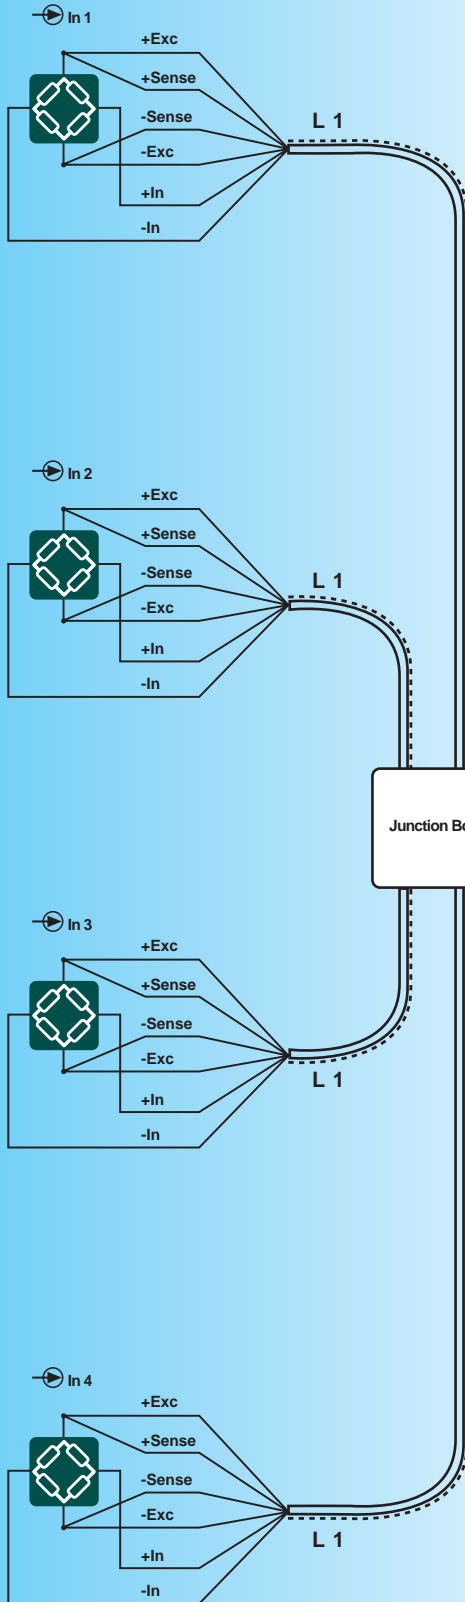 In 1
+Exc
+Sense
-Sense
-Exc
+In
-In
L 1
In 2
+Exc
+Sense
-Sense
-Exc
+In
-In
L 1
Junction Bo
In 3
+Exc
+Sense
-Sense
-Exc
+In
-In
L 1
In 4
+Exc
+Sense
-Sense
-Exc
+In
-In
L 1